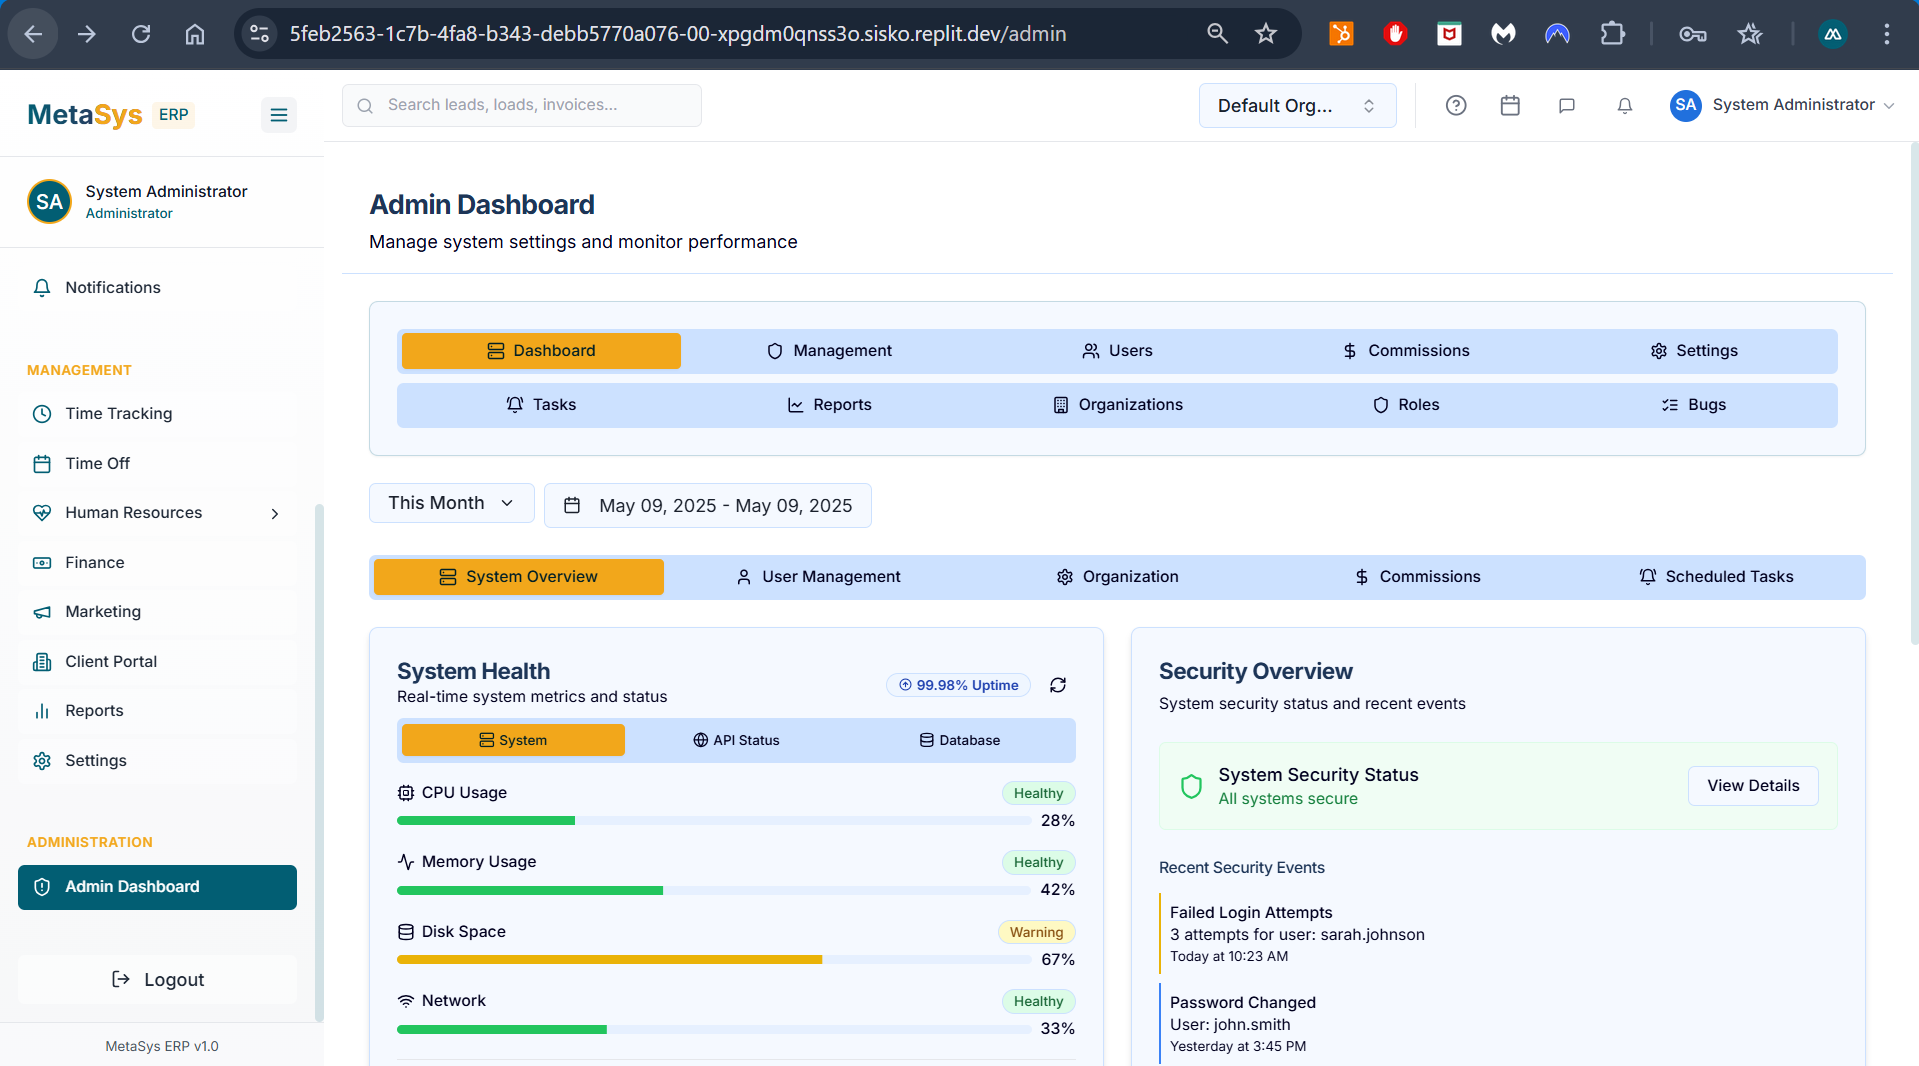 5feb2563-1c7b-4fa8-b343-debb5770a076-00-xpgdm0qnss3o.sisko.replit.dev/admin
MetaSys ERP
Search leads, loads, invoices...
Default Org...
SA System Administrator
SA
System Administrator
Administrator
Notifications
MANAGEMENT
Time Tracking
Time Off
Human Resources
Finance
Marketing
Client Portal
Reports
Settings
ADMINISTRATION
Admin Dashboard
Logout
MetaSys ERP v1.0
Admin Dashboard
Manage system settings and monitor performance
Dashboard Management Users Commissions Settings
Tasks Reports Organizations Roles Bugs
This Month May 09, 2025 - May 09, 2025
System Overview User Management Organization Commissions Scheduled Tasks
System Health
Real-time system metrics and status
99.98% Uptime
System API Status Database
CPU Usage Healthy
28%
Memory Usage Healthy
42%
Disk Space Warning
67%
Network Healthy
33%
Security Overview
System security status and recent events
System Security Status
All systems secure
View Details
Recent Security Events
Failed Login Attempts
3 attempts for user: sarah.johnson
Today at 10:23 AM
Password Changed
User: john.smith
Yesterday at 3:45 PM